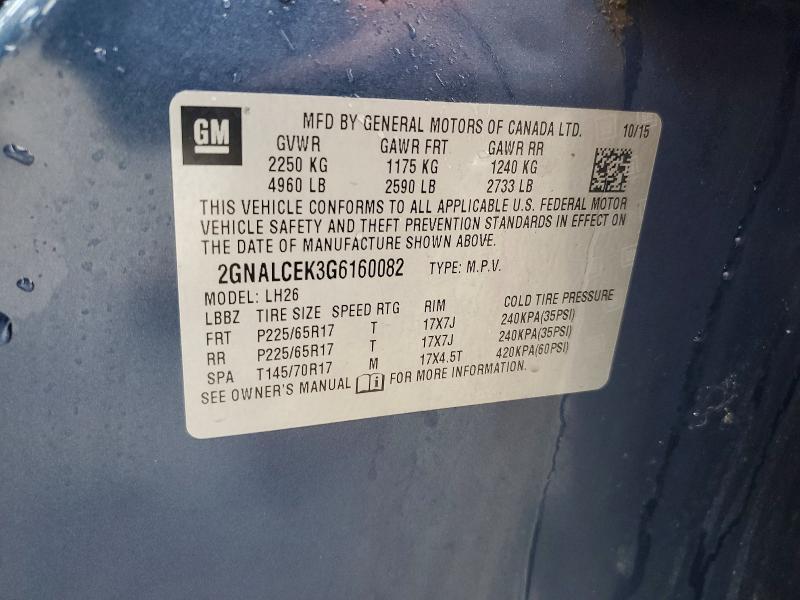 GM
MFD BY GENERAL MOTORS OF CANADA LTD. 10/15
GVWR GAWR FRT GAWR RR
2250 KG 1175 KG 1240 KG
4960 LB 2590 LB 2733 LB
THIS VEHICLE CONFORMS TO ALL APPLICABLE U.S. FEDERAL MOTOR
VEHICLE SAFETY AND THEFT PREVENTION STANDARDS IN EFFECT ON
THE DATE OF MANUFACTURE SHOWN ABOVE.
2GNALCEK3G6160082 TYPE: M.P.V.
MODEL: LH26
LBBZ TIRE SIZE SPEED RTG RIM COLD TIRE PRESSURE
FRT P225/65R17 T 17X7J 240KPA(35PSI)
RR P225/65R17 T 17X7J 240KPA(35PSI)
SPA T145/70R17 M 17X4.5T 420KPA(60PSI)
SEE OWNER'S MANUAL FOR MORE INFORMATION.